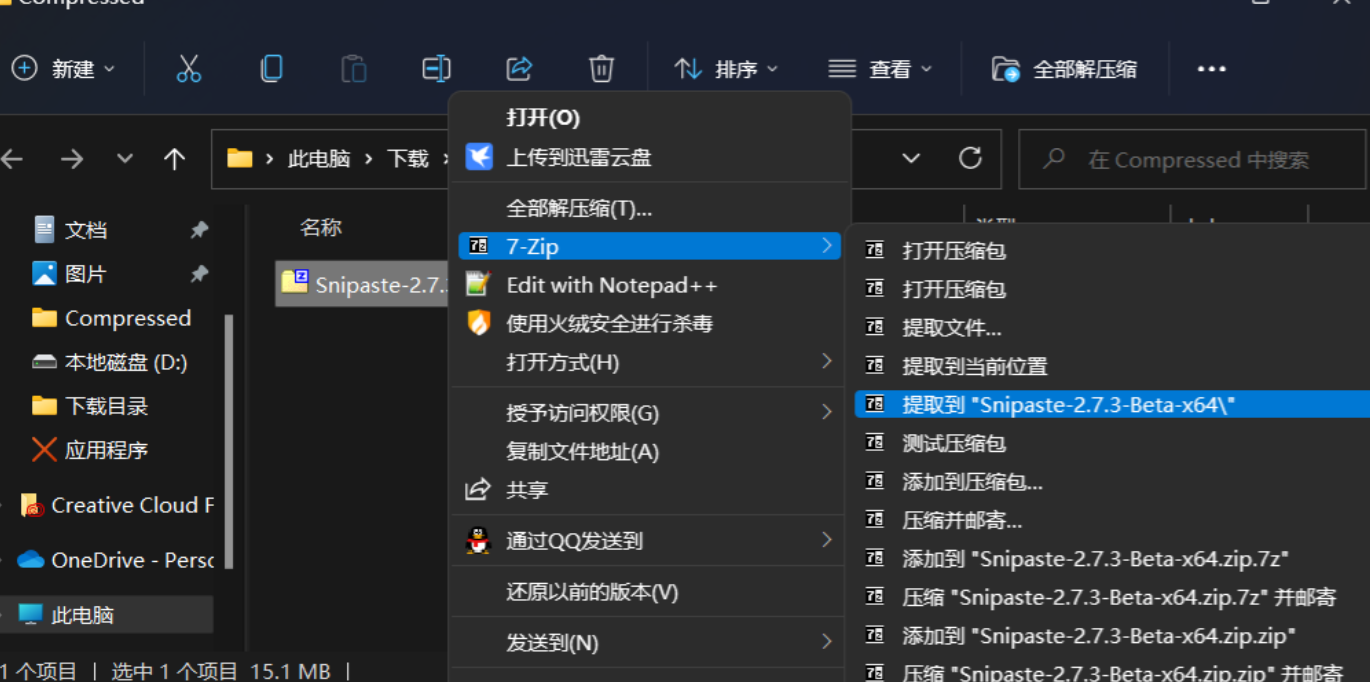 Compressed
新建
排序
查看
全部解压缩
此电脑
下载
在 Compressed 中搜索
文档
图片
Compressed
本地磁盘 (D:)
下载目录
应用程序
Creative Cloud F
OneDrive - Perso
此电脑
名称
Snipaste-2.7.
打开(O)
上传到迅雷云盘
全部解压缩(T)...
7-Zip
Edit with Notepad++
使用火绒安全进行杀毒
打开方式(H)
授予访问权限(G)
复制文件地址(A)
共享
通过QQ发送到
还原以前的版本(V)
发送到(N)
打开压缩包
打开压缩包
提取文件...
提取到当前位置
提取到 "Snipaste-2.7.3-Beta-x64\"
测试压缩包
添加到压缩包...
压缩并邮寄...
添加到 "Snipaste-2.7.3-Beta-x64.zip.7z"
压缩 "Snipaste-2.7.3-Beta-x64.zip.7z" 并邮寄
添加到 "Snipaste-2.7.3-Beta-x64.zip.zip"
压缩 "Snipaste-2.7.3-Beta-x64.zip.zip" 并邮寄
1 个项目 | 选中 1 个项目 15.1 MB |